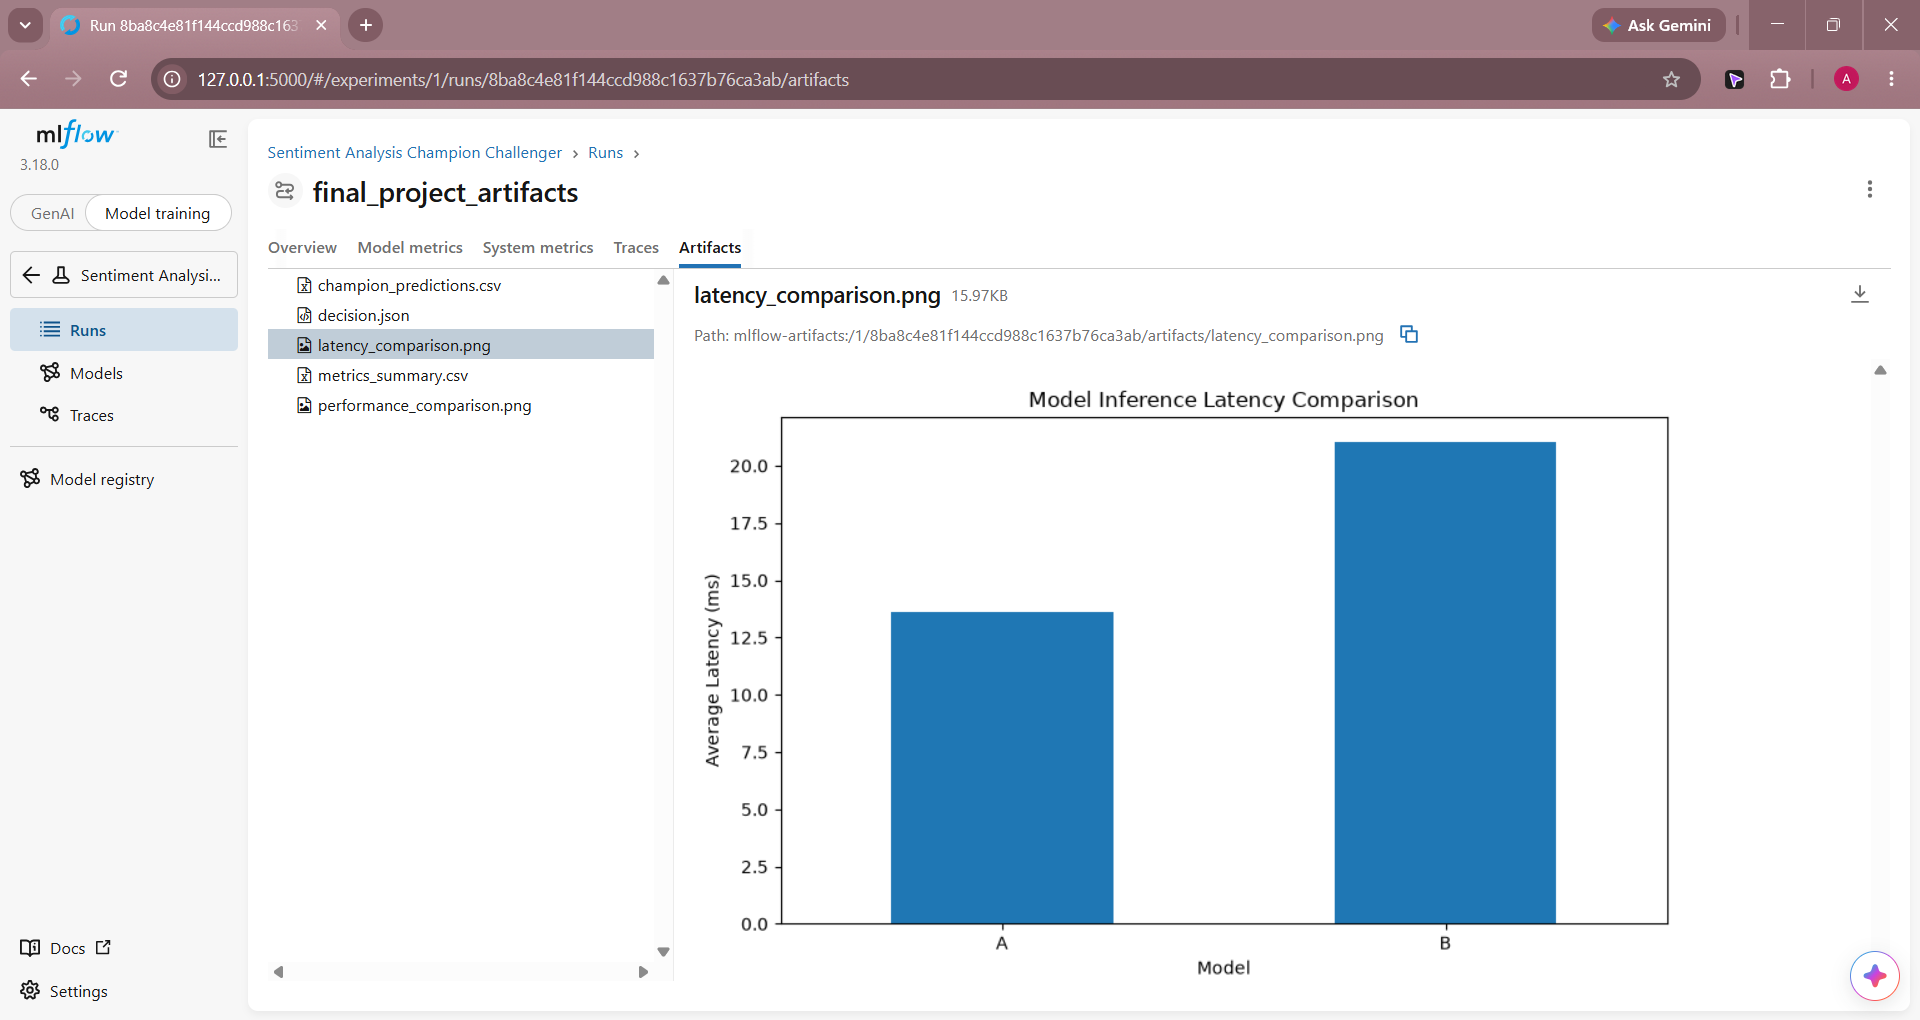 Run 8ba8c4e81f144ccd988c163
Ask Gemini
127.0.0.1:5000/#/experiments/1/runs/8ba8c4e81f144ccd988c1637b76ca3ab/artifacts
A
mlflow
3.18.0
GenAI
Model training
Sentiment Analysi...
Runs
Models
Traces
Model registry
Docs
Settings
Sentiment Analysis Champion Challenger › Runs ›
final_project_artifacts
Overview Model metrics System metrics Traces Artifacts
champion_predictions.csv
decision.json
latency_comparison.png
metrics_summary.csv
performance_comparison.png
latency_comparison.png 15.97KB
Path: mlflow-artifacts:/1/8ba8c4e81f144ccd988c1637b76ca3ab/artifacts/latency_comparison.png
Model Inference Latency Comparison
Average Latency (ms)
20.0
17.5
15.0
12.5
10.0
7.5
5.0
2.5
0.0
A B
Model